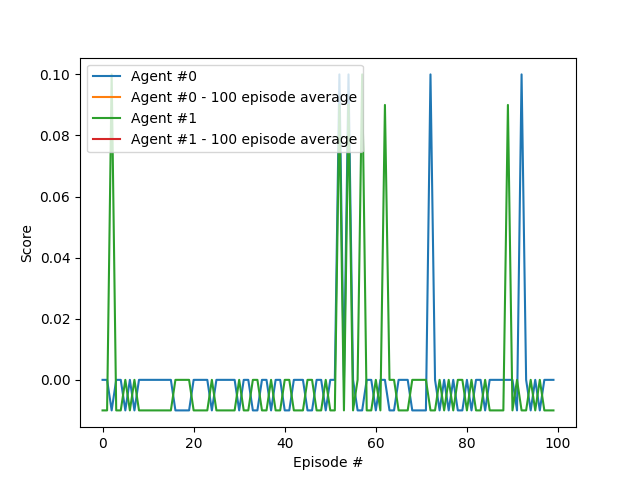 0.10
0.08
0.06
0.04
0.02
0.00
Score
Agent #0
Agent #0 - 100 episode average
Agent #1
Agent #1 - 100 episode average
0 20 40 60 80 100
Episode #